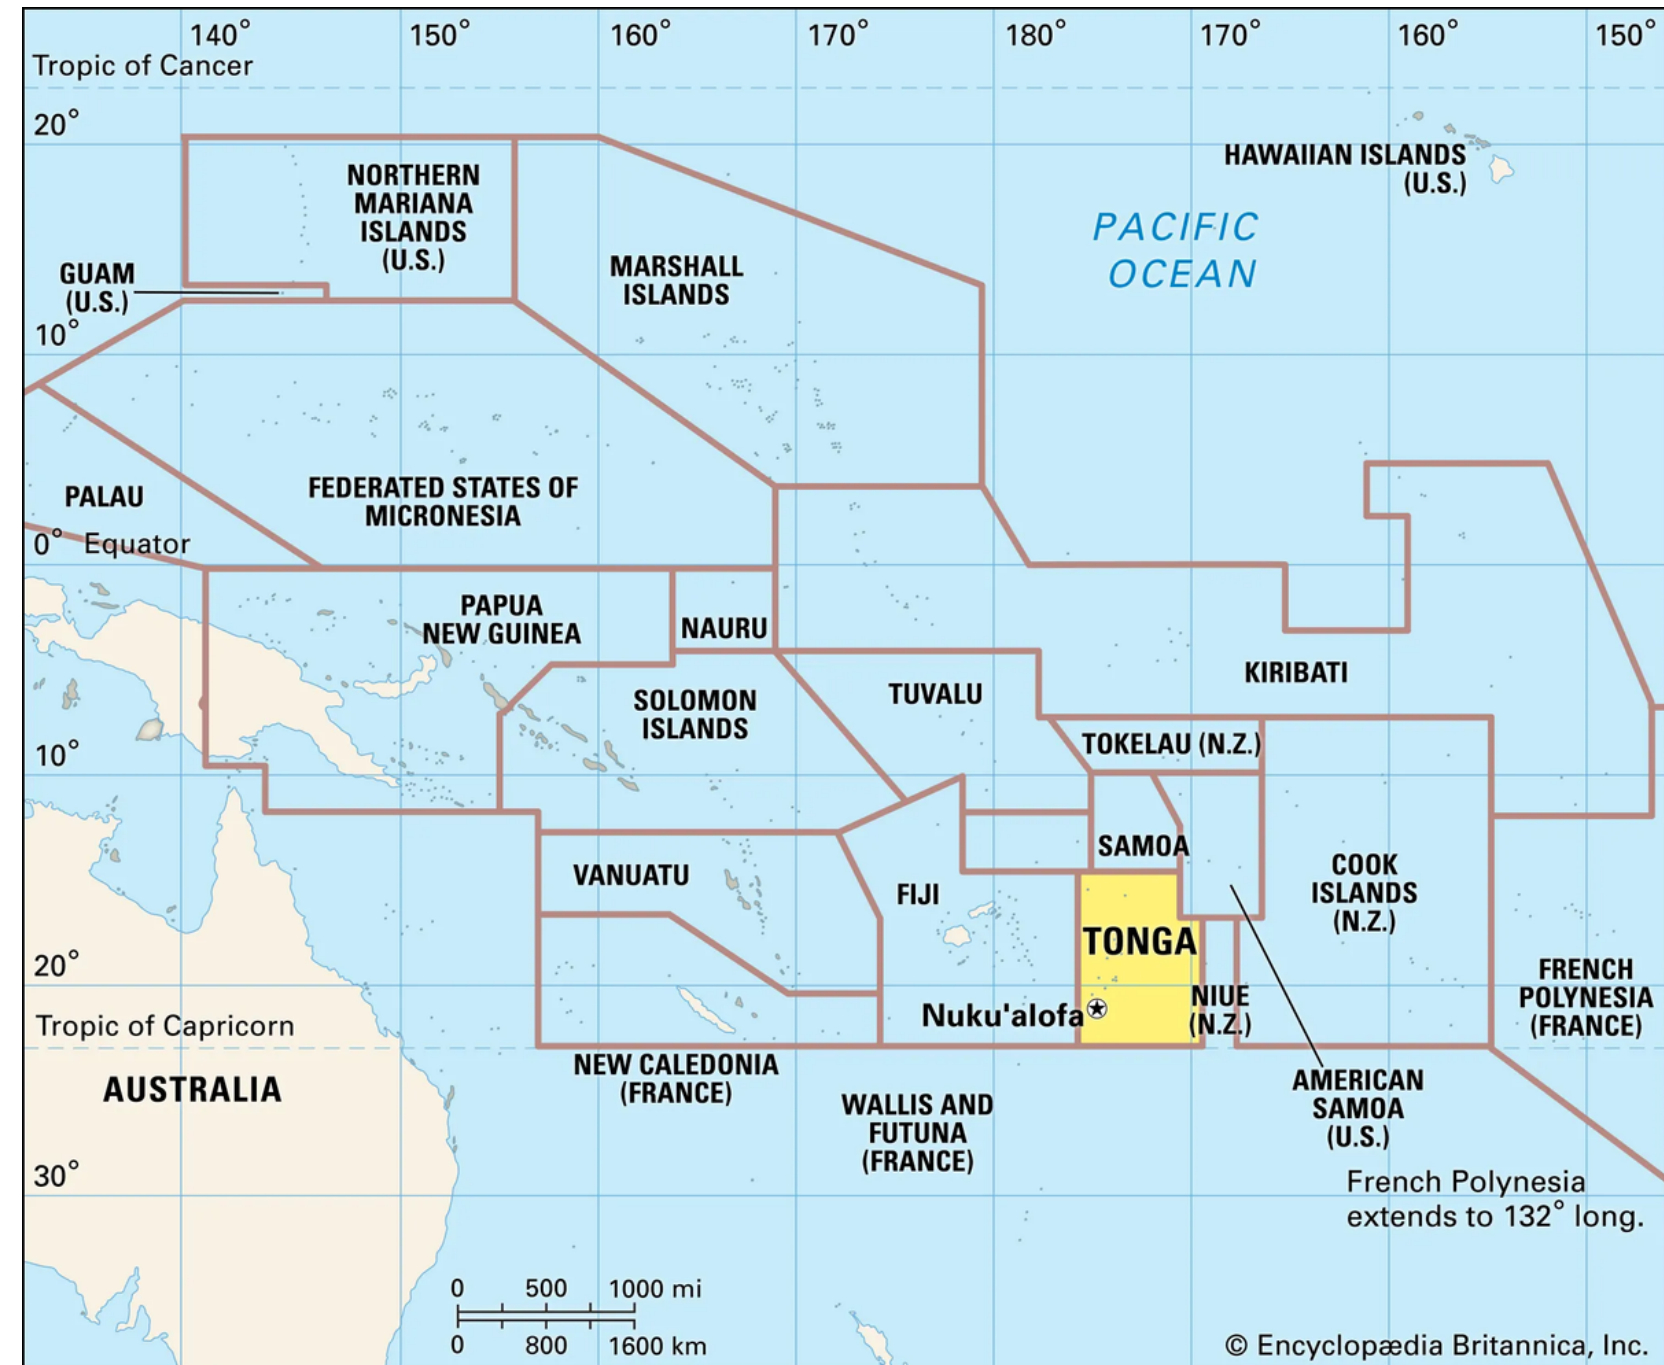 140°
150°
160°
170°
180°
170°
160°
150°
Tropic of Cancer
20°
HAWAIIAN ISLANDS
(U.S.)
NORTHERN
MARIANA
ISLANDS
(U.S.)
PACIFIC
OCEAN
GUAM
(U.S.)
MARSHALL
ISLANDS
10°
PALAU
FEDERATED STATES OF
MICRONESIA
0° Equator
PAPUA
NEW GUINEA
NAURU
KIRIBATI
SOLOMON
ISLANDS
TUVALU
TOKELAU (N.Z.)
10°
SAMOA
VANUATU
FIJI
COOK
ISLANDS
(N.Z.)
TONGA
20°
Nuku'alofa
NIUE
(N.Z.)
FRENCH
POLYNESIA
(FRANCE)
Tropic of Capricorn
AUSTRALIA
NEW CALEDONIA
(FRANCE)
WALLIS AND
FUTUNA
(FRANCE)
AMERICAN
SAMOA
(U.S.)
30°
French Polynesia
extends to 132° long.
0 500 1000 mi
0 800 1600 km
© Encyclopædia Britannica, Inc.